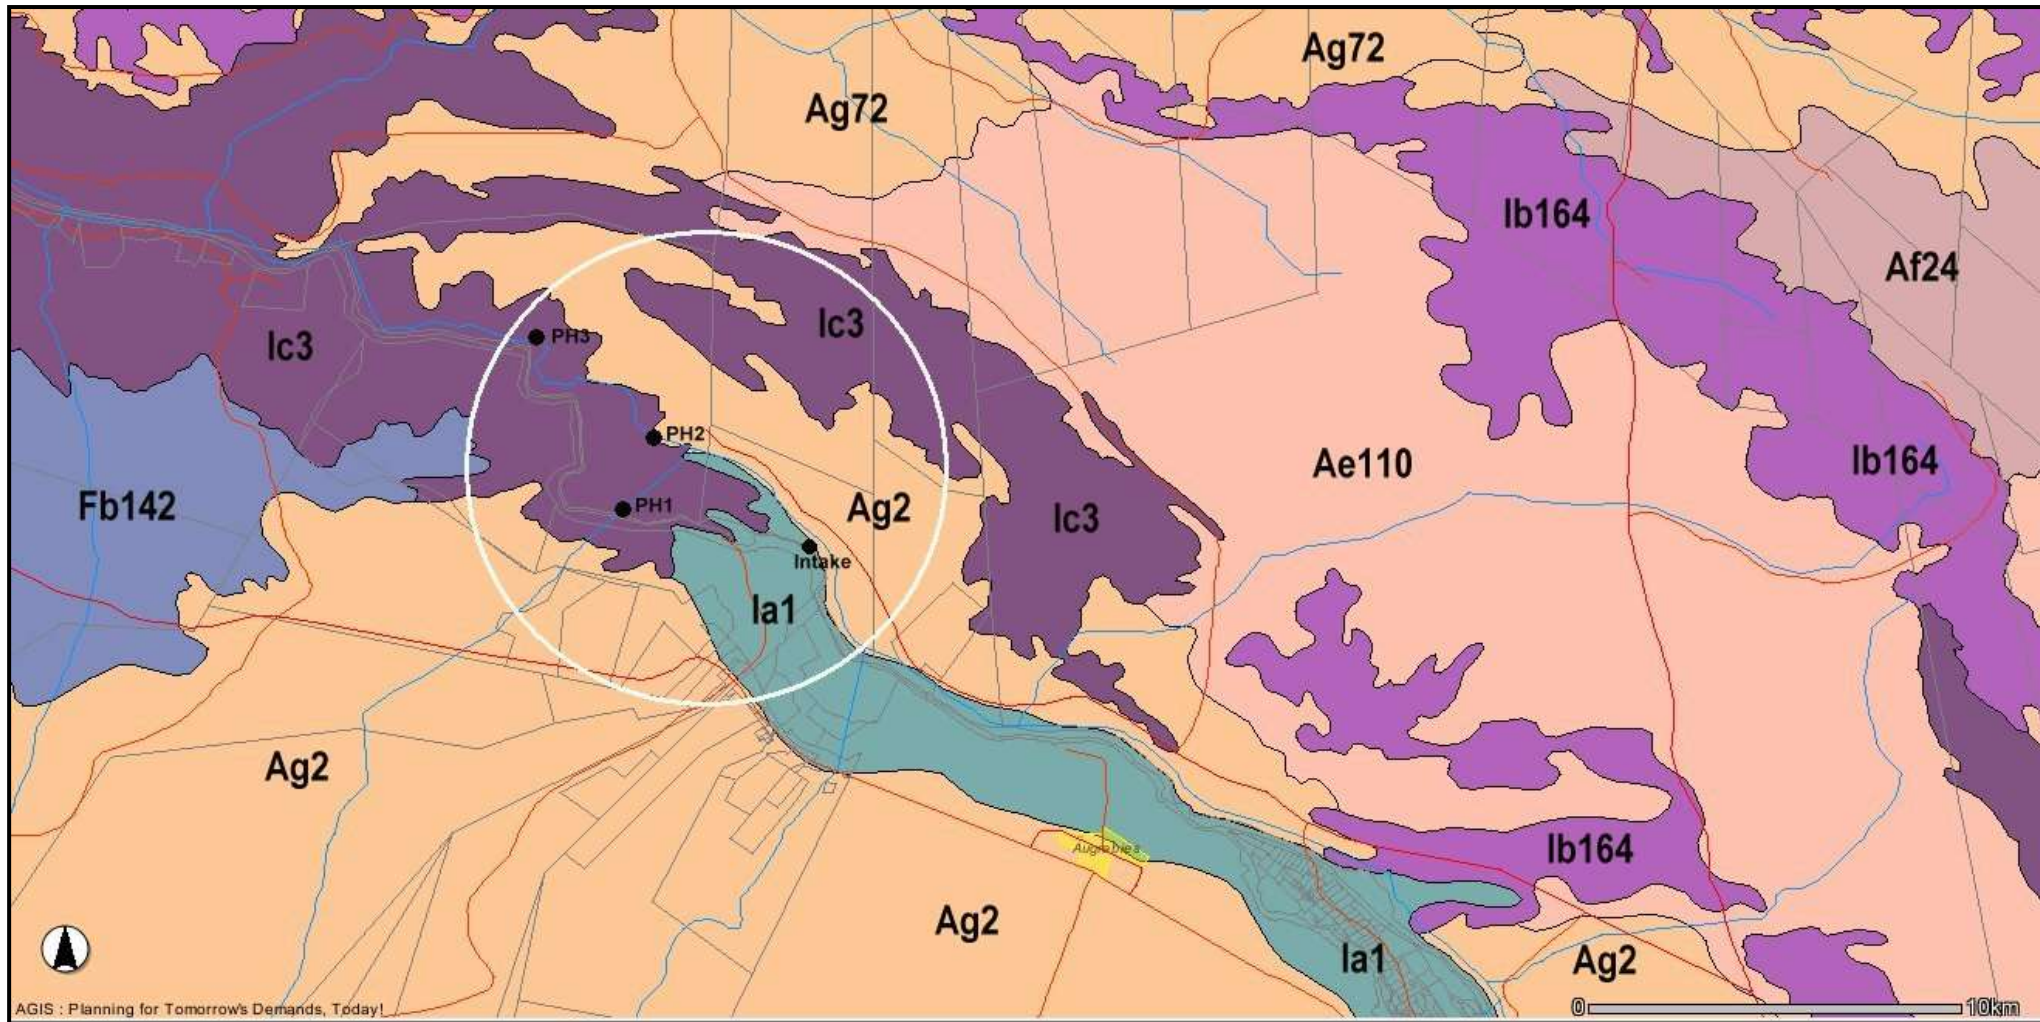 Ag72
Ag72
Ib164
Af24
Ic3
Ic3
PH3
PH2
Ae110
Ib164
Fb142
PH1
Ag2
Ic3
Intake
Ia1
Ag2
Augrabies
Ib164
Ag2
Ia1
Ag2
AGIS : Planning for Tomorrow's Demands, Today!
0 10km